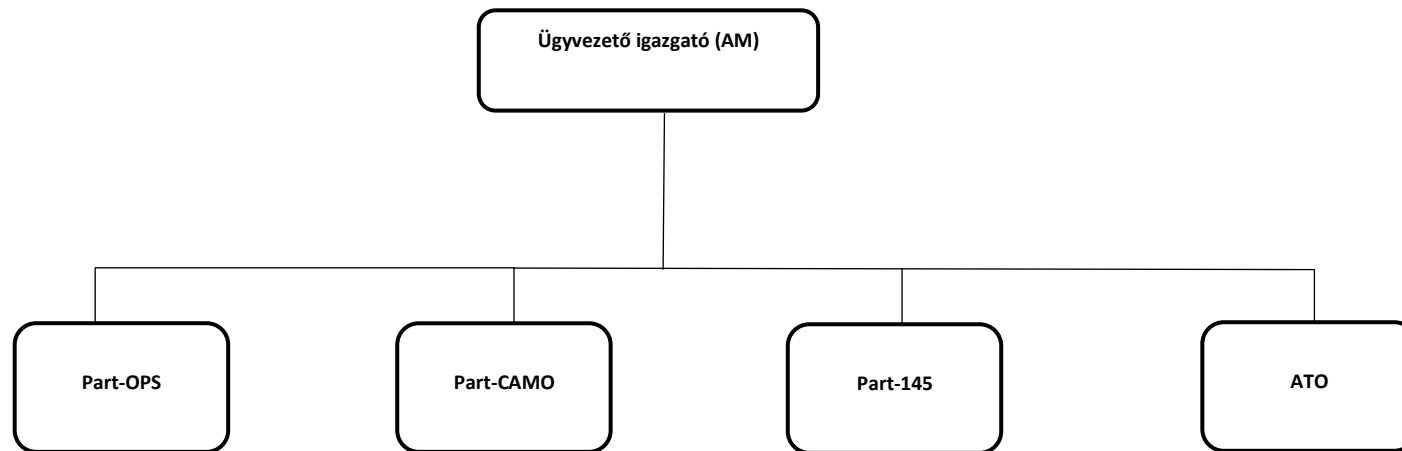 Ügyvezető igazgató (AM)
Part-OPS
Part-CAMO
Part-145
ATO